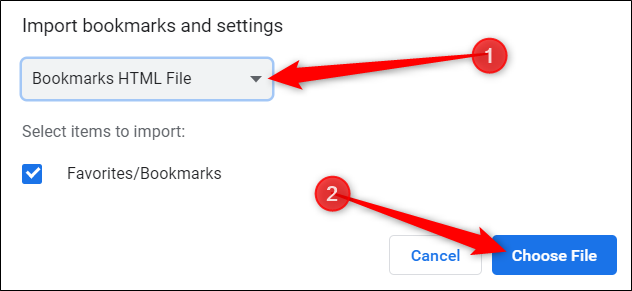 Import bookmarks and settings
1
Bookmarks HTML File
Select items to import:
Favorites/Bookmarks
2
Cancel
Choose File